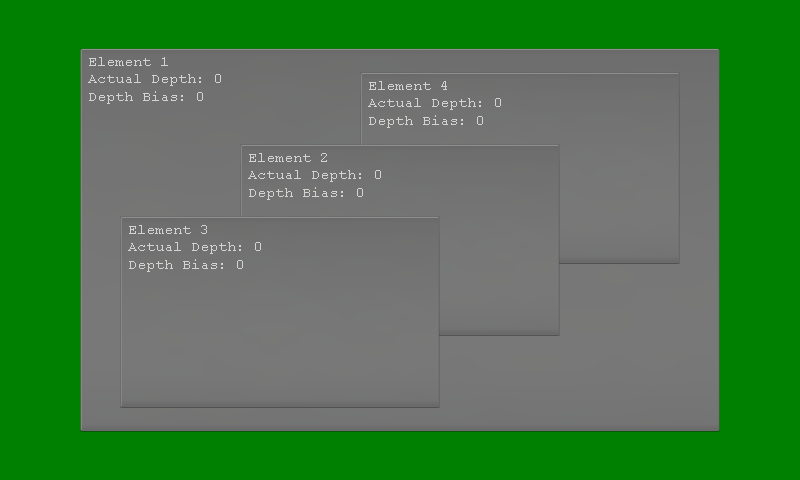 Element 1
Actual Depth: 0
Depth Bias: 0
Element 4
Actual Depth: 0
Depth Bias: 0
Element 2
Actual Depth: 0
Depth Bias: 0
Element 3
Actual Depth: 0
Depth Bias: 0